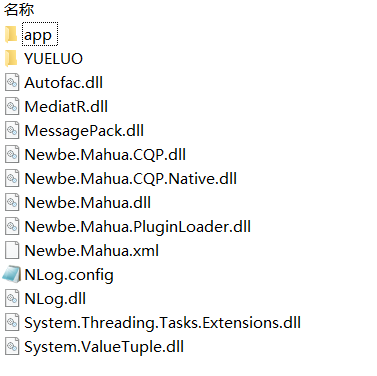 名称
app
YUELUO
Autofac.dll
MediatR.dll
MessagePack.dll
Newbe.Mahua.CQP.dll
Newbe.Mahua.CQP.Native.dll
Newbe.Mahua.dll
Newbe.Mahua.PluginLoader.dll
Newbe.Mahua.xml
NLog.config
NLog.dll
System.Threading.Tasks.Extensions.dll
System.ValueTuple.dll